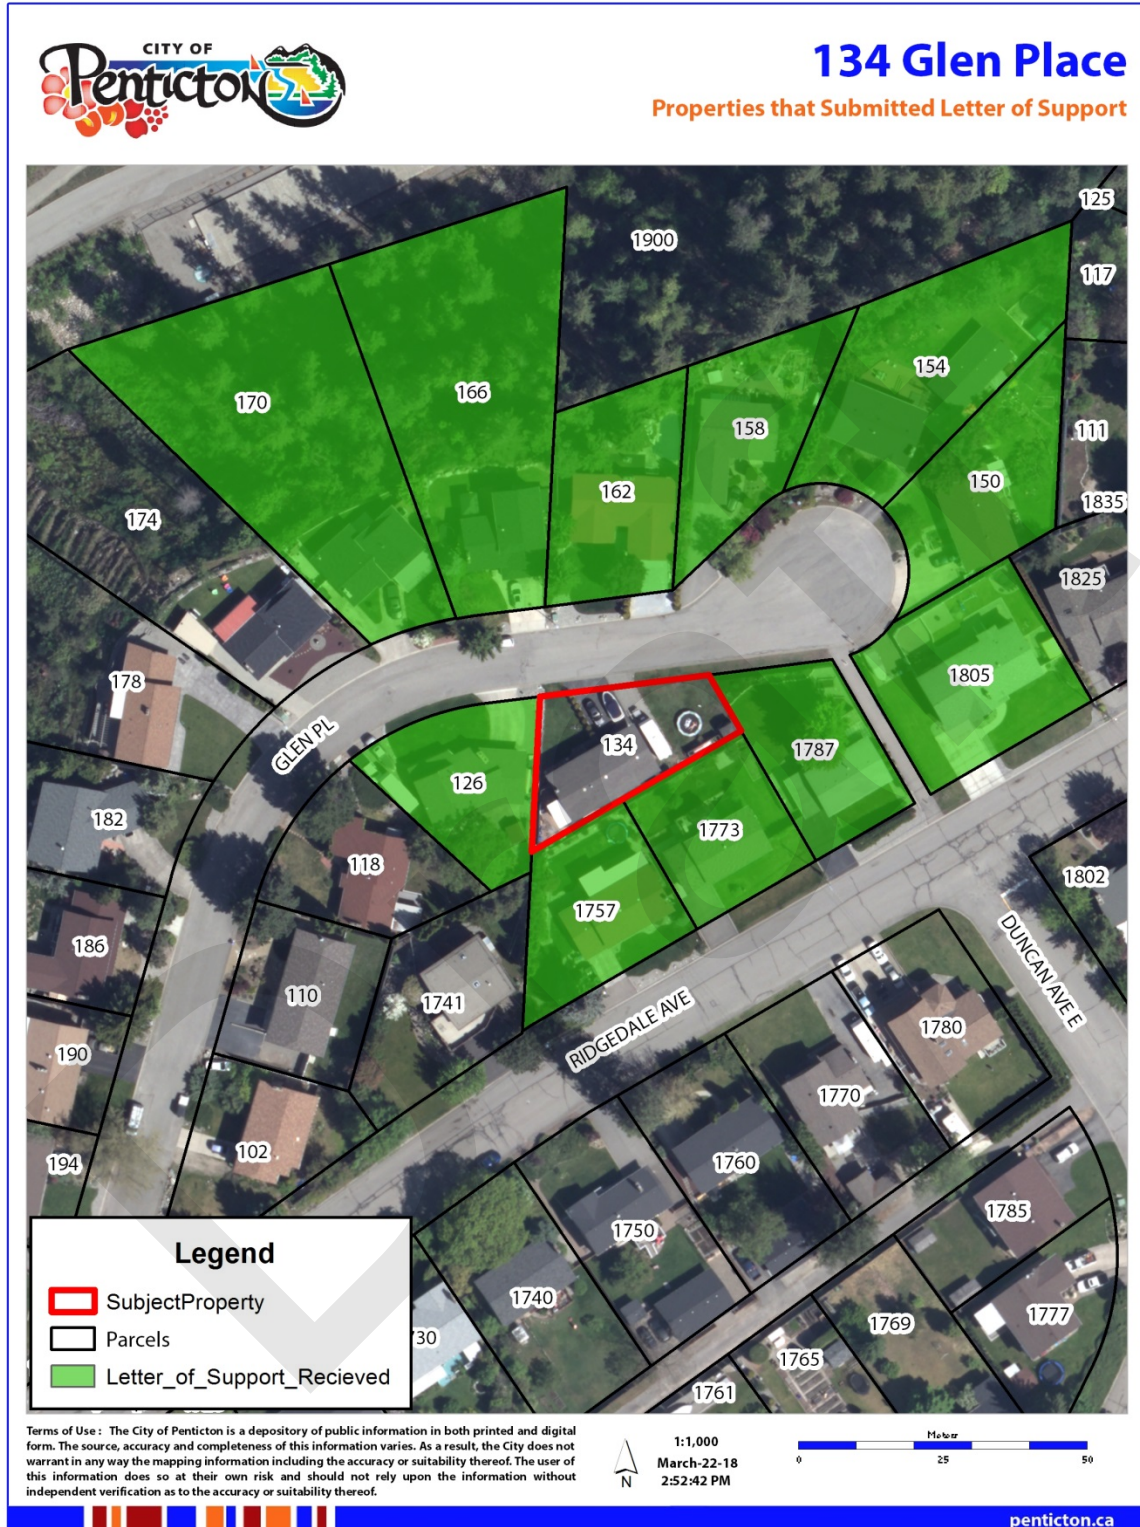 CITY OF
Penticton
134 Glen Place
Properties that Submitted Letter of Support
125
1900
117
154
170
166
158
111
162
150
1835
174
1825
178
1805
GLEN PL
134
1787
126
182
1773
118
1802
1757
186
DUNCAN AVE E
110
1741
1780
RIDGEDALE AVE
190
1770
102
194
1760
1785
1750
1740
1777
1769
730
1765
1761
Legend
SubjectProperty
Parcels
Letter_of_Support_Recieved
Terms of Use : The City of Penticton is a depository of public information in both printed and digital
form. The source, accuracy and completeness of this information varies. As a result, the City does not
warrant in any way the mapping information including the accuracy or suitability thereof. The user of
this information does so at their own risk and should not rely upon the information without
independent verification as to the accuracy or suitability thereof.
N
1:1,000
March-22-18
2:52:42 PM
Meters
0 25 50
penticton.ca